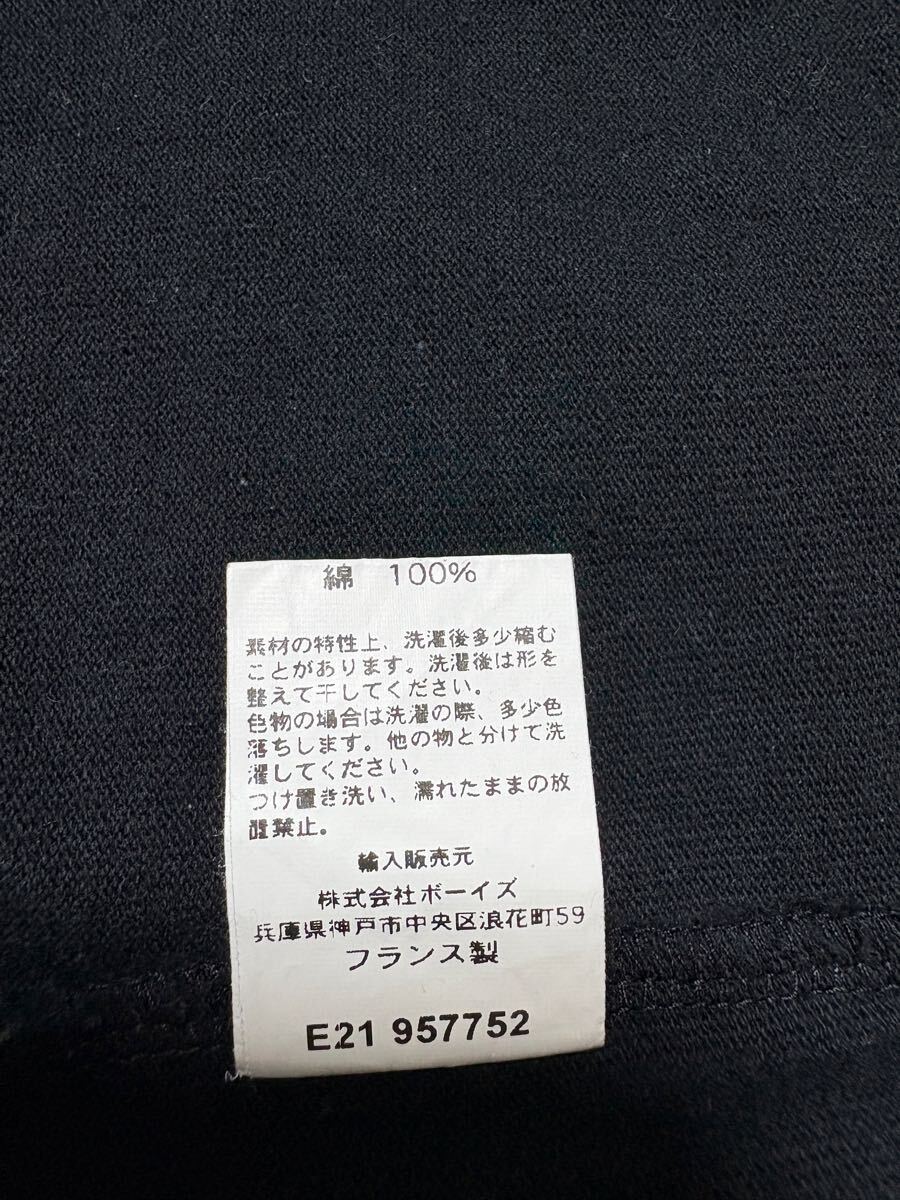 綿 100%
素材の特性上、洗濯後多少縮む
ことがあります。洗濯後は形を
整えて干してください。
色物の場合は洗濯の際、多少色
落ちします。他の物と分けて洗
濯してください。
つけ置き洗い、濡れたままの放
置禁止。
輸入販売元
株式会社ボーイズ
兵庫県神戸市中央区浪花町59
フランス製
E21 957752